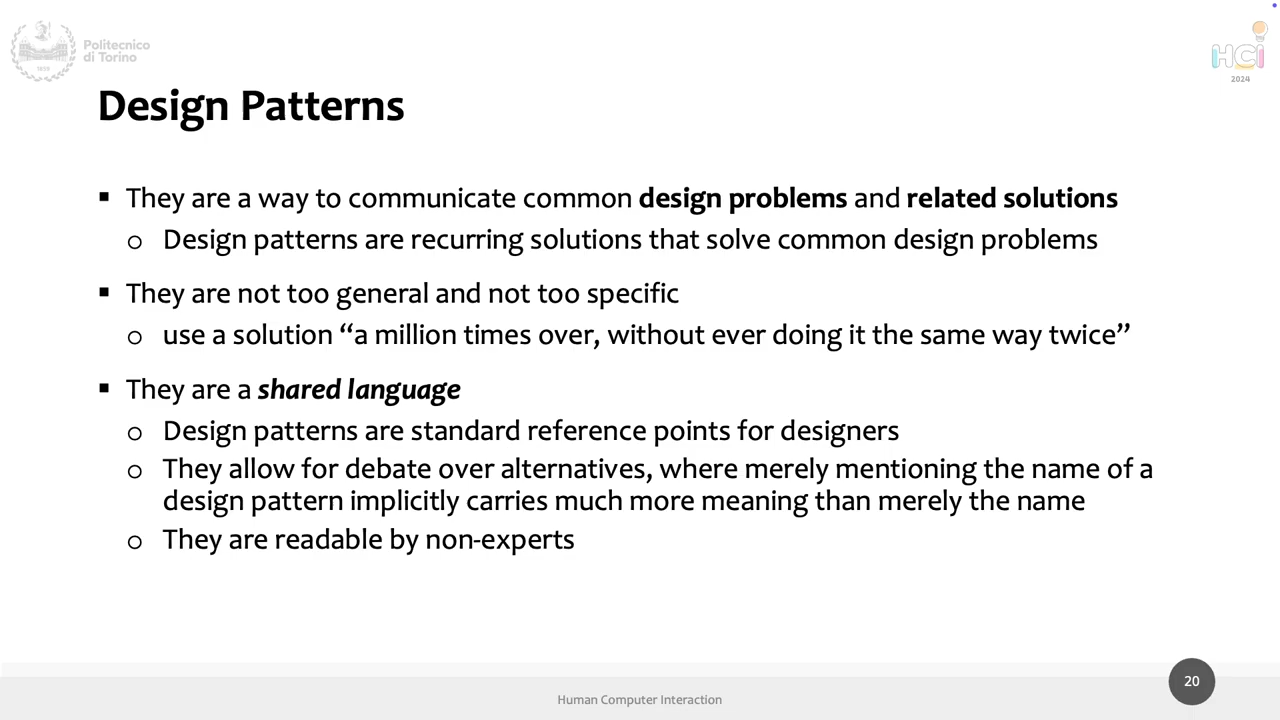 Politecnico
di Torino
1859
HCI
2024
Design Patterns
▪ They are a way to communicate common design problems and related solutions
o Design patterns are recurring solutions that solve common design problems
▪ They are not too general and not too specific
o use a solution “a million times over, without ever doing it the same way twice”
▪ They are a shared language
o Design patterns are standard reference points for designers
o They allow for debate over alternatives, where merely mentioning the name of a
design pattern implicitly carries much more meaning than merely the name
o They are readable by non-experts
Human Computer Interaction
20